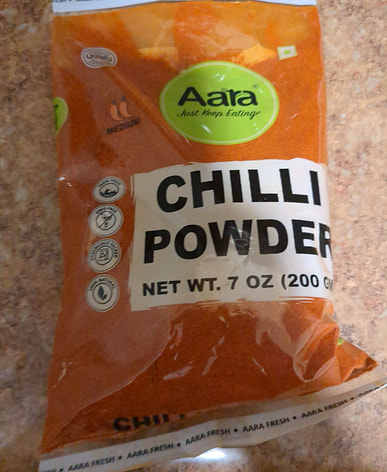 Aara
Just Keep Eating
MEDIUM
CHILLI
POWDER
NET WT. 7 OZ (200 G
CHIL
AARA FRESH • AARA FRESH • AARA FRESH • AARA FRESH